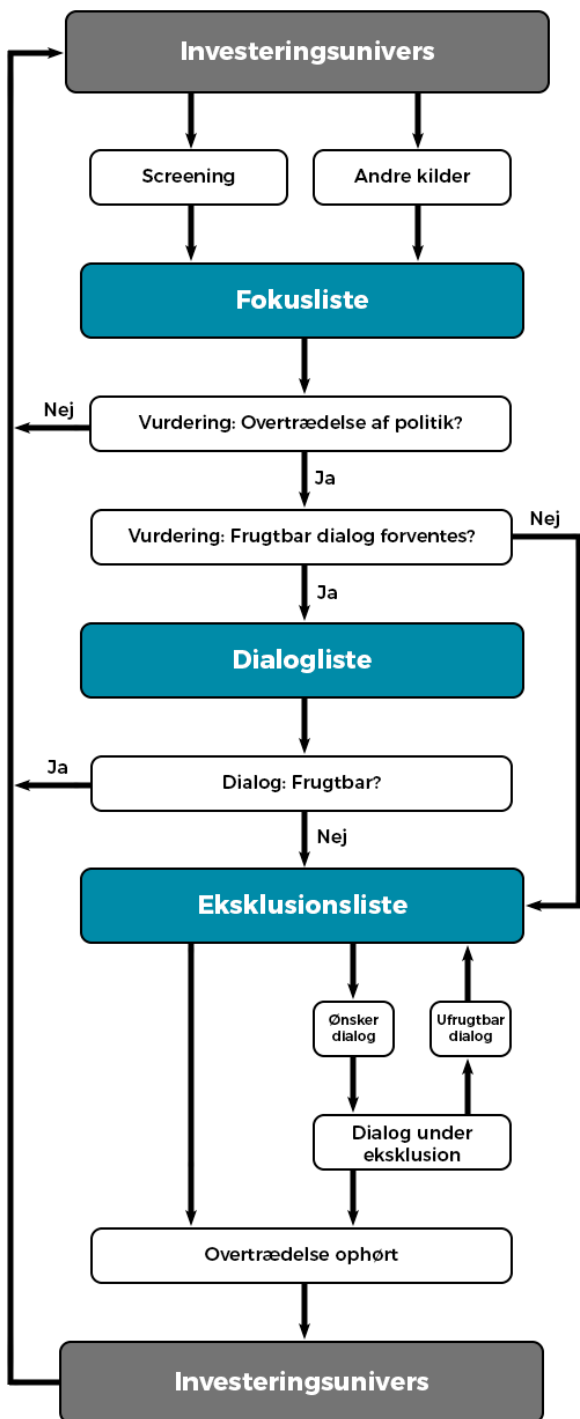 Investeringsunivers
Screening
Andre kilder
Fokusliste
Nej
Vurdering: Overtrædelse af politik?
Ja
Nej
Vurdering: Frugtbar dialog forventes?
Ja
Dialogliste
Ja
Dialog: Frugtbar?
Nej
Eksklusionsliste
Ønsker
dialog
Ufrugtbar
dialog
Dialog under
eksklusion
Overtrædelse ophørt
Investeringsunivers